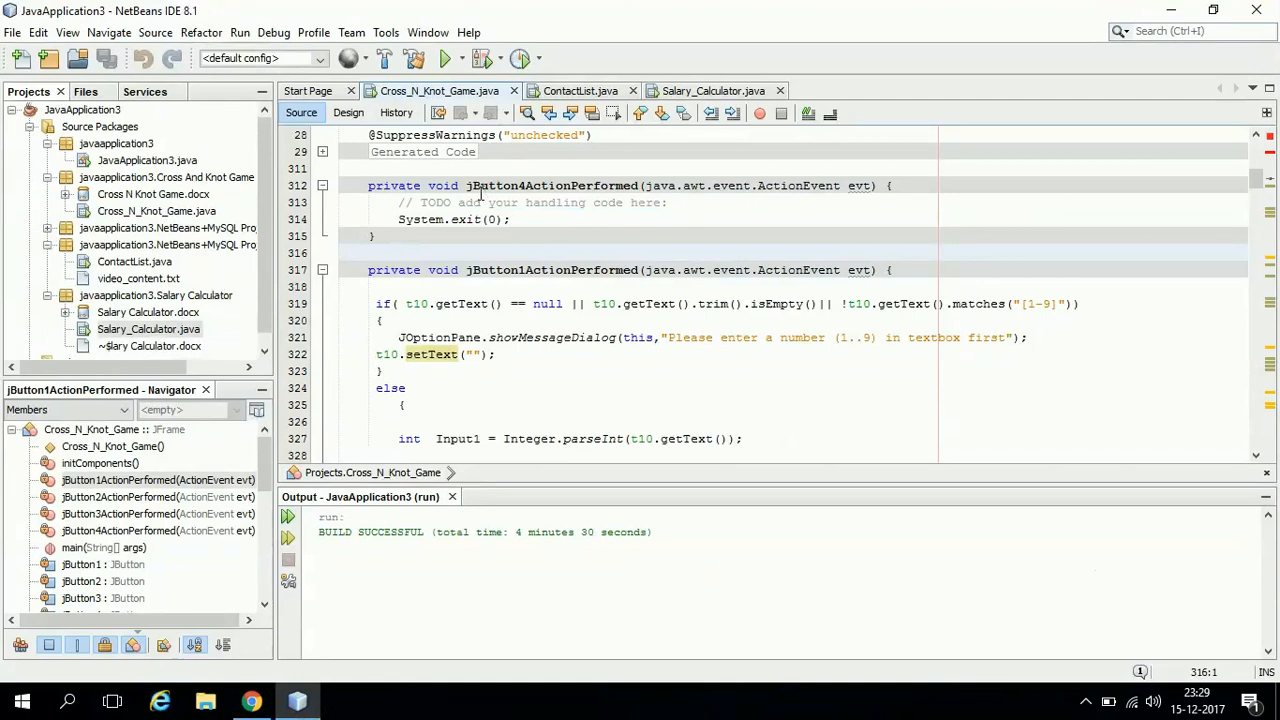 JavaApplication3 - NetBeans IDE 8.1
File Edit View Navigate Source Refactor Run Debug Profile Team Tools Window Help
Search (Ctrl+I)
<default config>
Projects Files Services
Start Page Cross_N_Knot_Game.java ContactList.java Salary_Calculator.java
Source Design History
JavaApplication3
Source Packages
javaapplication3
JavaApplication3.java
javaapplication3.Cross And Knot Game
Cross N Knot Game.docx
Cross_N_Knot_Game.java
javaapplication3.NetBeans+MySQL Pro
javaapplication3.NetBeans+MySQL Pro
ContactList.java
video_content.txt
javaapplication3.Salary Calculator
Salary Calculator.docx
Salary_Calculator.java
~$lary Calculator.docx
28 @SuppressWarnings("unchecked")
29 Generated Code
311
312 private void jButton4ActionPerformed(java.awt.event.ActionEvent evt) {
313 // TODO add your handling code here:
314 System.exit(0);
315 }
316
317 private void jButton1ActionPerformed(java.awt.event.ActionEvent evt) {
318
319 if( t10.getText() == null || t10.getText().trim().isEmpty()|| !t10.getText().matches("[1-9]"))
320 {
321 JOptionPane.showMessageDialog(this,"Please enter a number (1..9) in textbox first");
322 t10.setText("");
323 }
324 else
325 {
326
327 int Input1 = Integer.parseInt(t10.getText());
328
Projects.Cross_N_Knot_Game
jButton1ActionPerformed - Navigator
Members <empty>
Cross_N_Knot_Game :: JFrame
Cross_N_Knot_Game()
initComponents()
jButton1ActionPerformed(ActionEvent evt)
jButton2ActionPerformed(ActionEvent evt)
jButton3ActionPerformed(ActionEvent evt)
jButton4ActionPerformed(ActionEvent evt)
main(String[] args)
jButton1 : JButton
jButton2 : JButton
jButton3 : JButton
Output - JavaApplication3 (run)
run:
BUILD SUCCESSFUL (total time: 4 minutes 30 seconds)
1 316:1 INS
23:29
15-12-2017
1